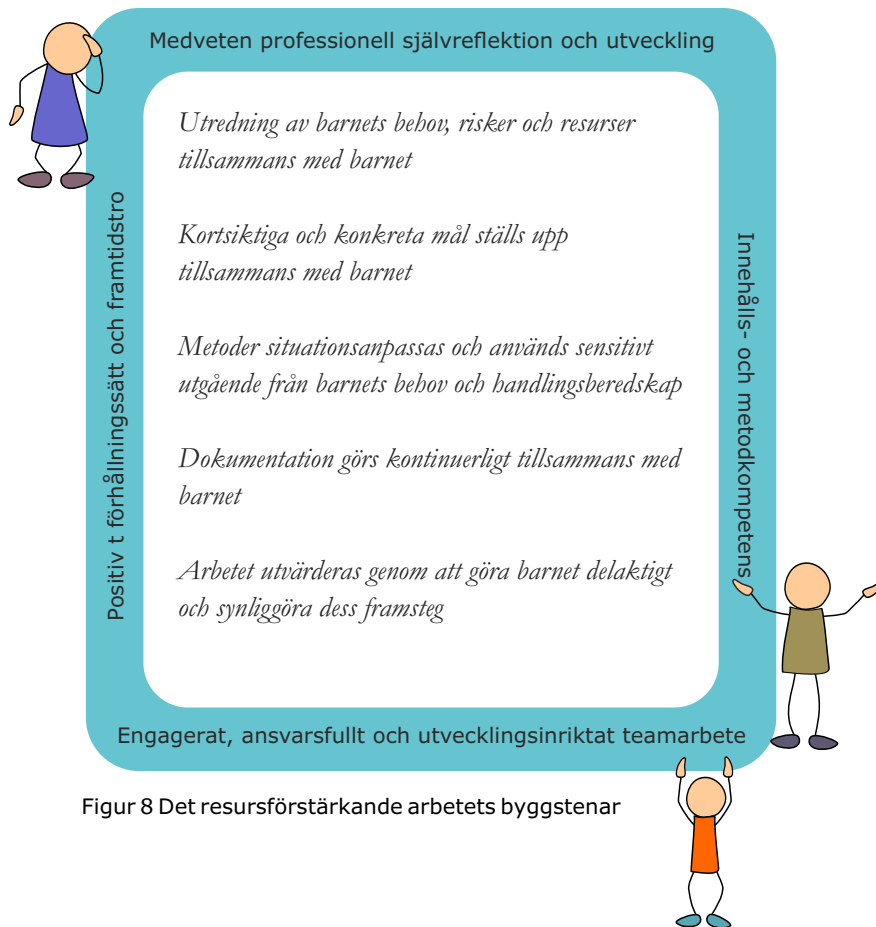 Medveten professionell självreflektion och utveckling
Positiv t förhållningssätt och framtidstro
Utredning av barnets behov, risker och resurser
tillsammans med barnet
Kortsiktiga och konkreta mål ställs upp
tillsammans med barnet
Metoder situationsanpassas och används sensitivt
utgående från barnets behov och handlingsberedskap
Dokumentation görs kontinuerligt tillsammans med
barnet
Arbetet utvärderas genom att göra barnet delaktigt
och synliggöra dess framsteg
Innehålls- och metodkompetens
Engagerat, ansvarsfullt och utvecklingsinriktat teamarbete
Figur 8 Det resursförstärkande arbetets byggstenar